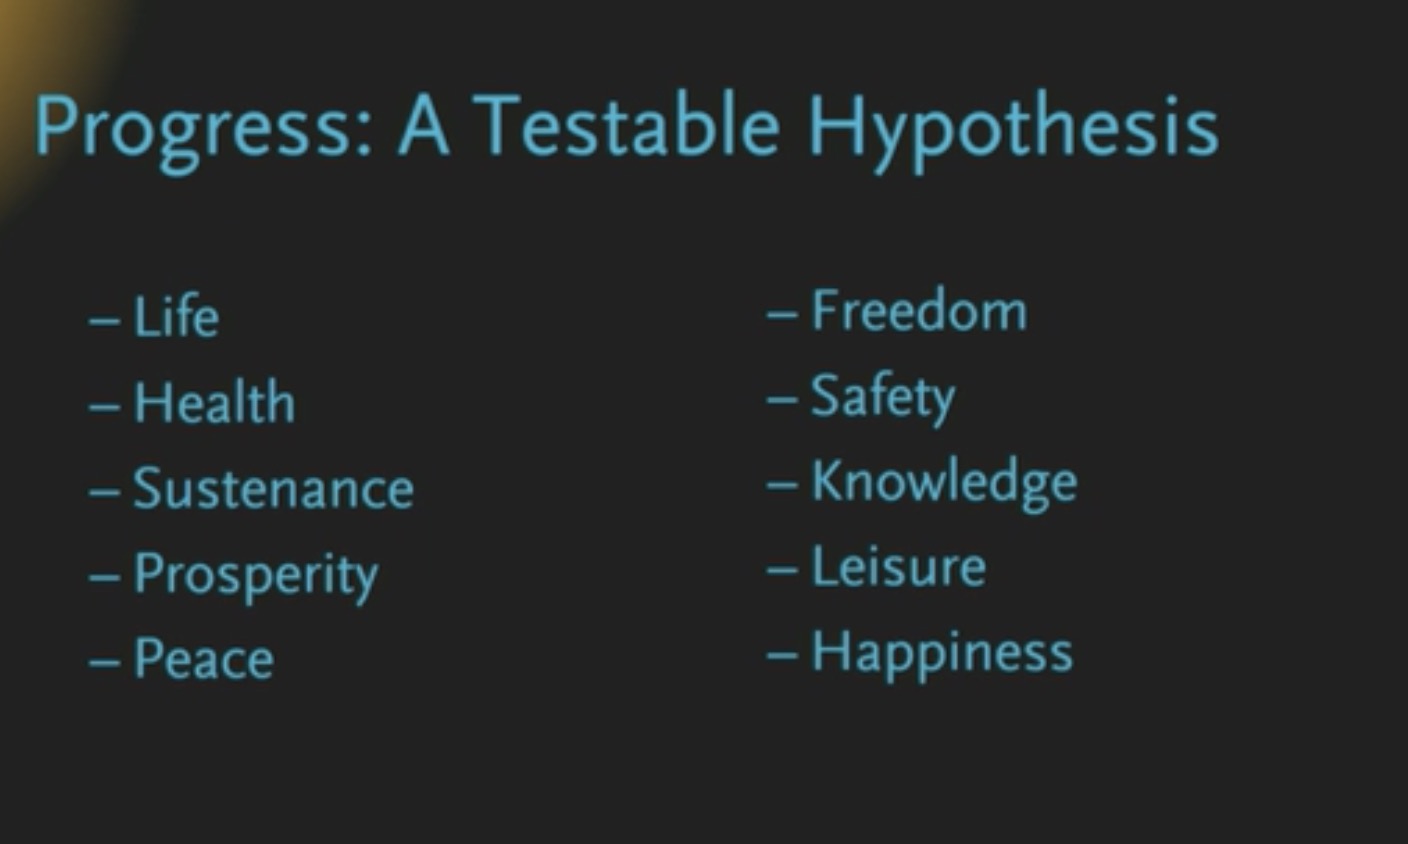 Progress: A Testable Hypothesis
– Life
– Health
– Sustenance
– Prosperity
– Peace
– Freedom
– Safety
– Knowledge
– Leisure
– Happiness